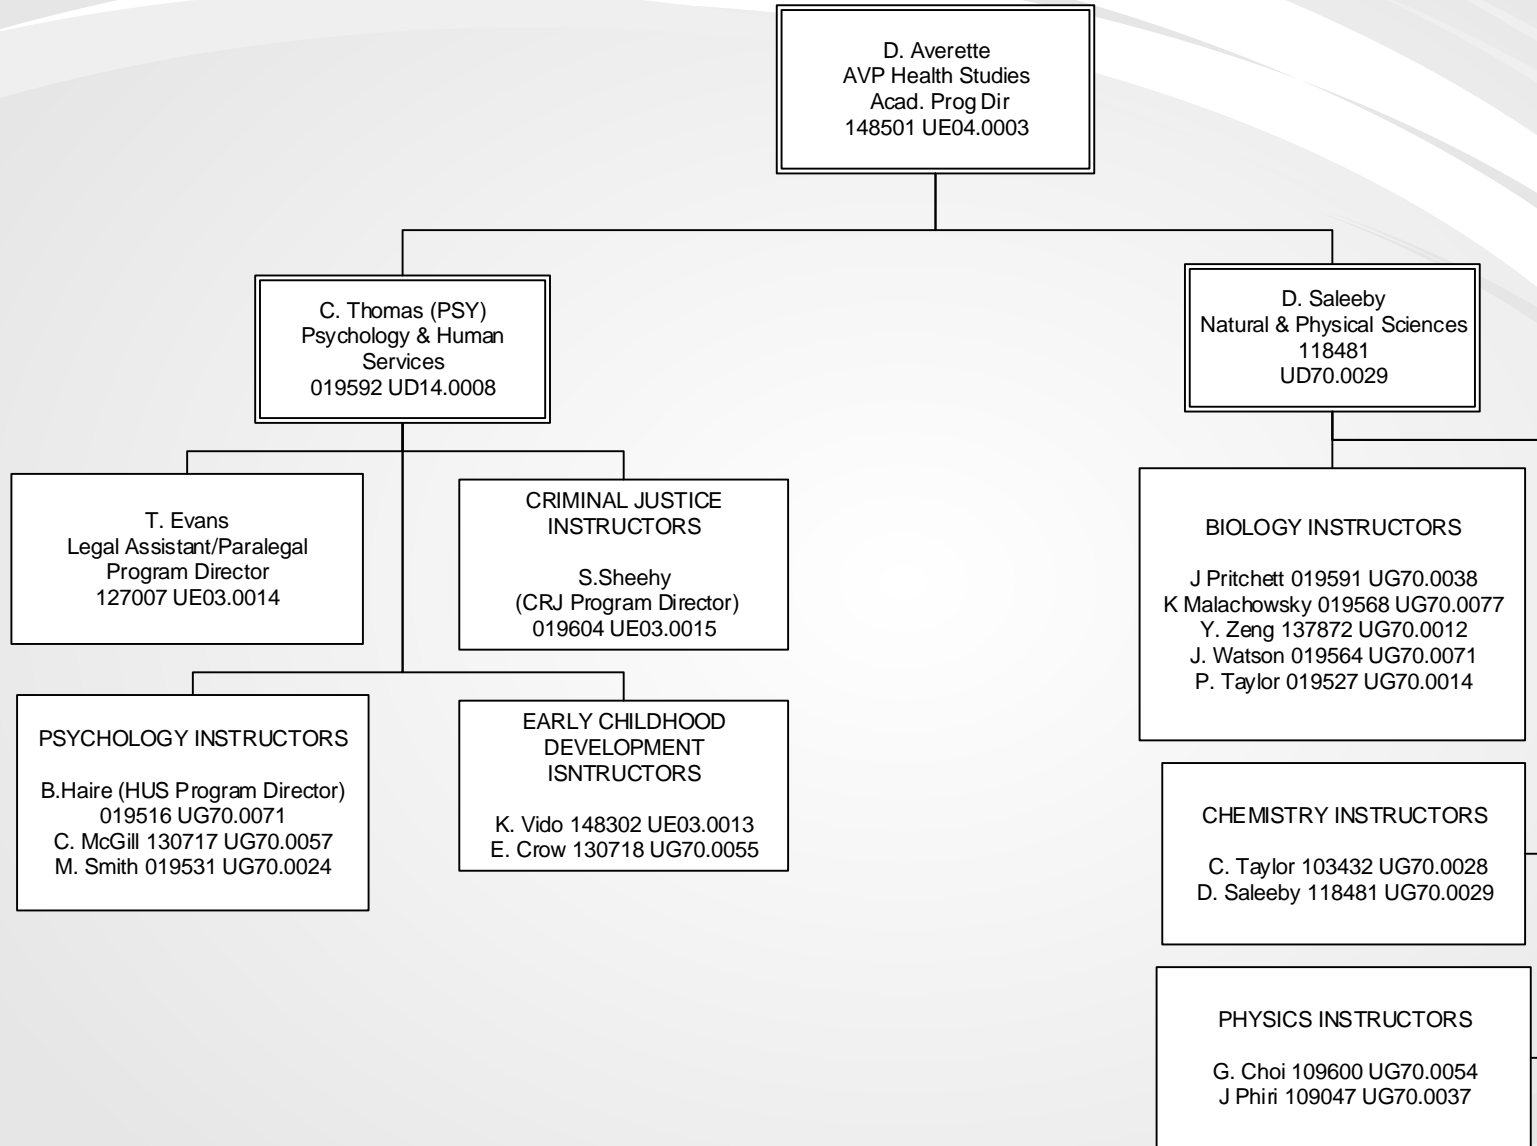 D. Averette
AVP Health Studies
Acad. Prog Dir
148501 UE04.0003
C. Thomas (PSY)
Psychology & Human
Services
019592 UD14.0008
D. Saleeby
Natural & Physical Sciences
118481
UD70.0029
T. Evans
Legal Assistant/Paralegal
Program Director
127007 UE03.0014
CRIMINAL JUSTICE
INSTRUCTORS
S.Sheehy
(CRJ Program Director)
019604 UE03.0015
BIOLOGY INSTRUCTORS
J Pritchett 019591 UG70.0038
K Malachowsky 019568 UG70.0077
Y. Zeng 137872 UG70.0012
J. Watson 019564 UG70.0071
P. Taylor 019527 UG70.0014
PSYCHOLOGY INSTRUCTORS
B.Haire (HUS Program Director)
019516 UG70.0071
C. McGill 130717 UG70.0057
M. Smith 019531 UG70.0024
EARLY CHILDHOOD
DEVELOPMENT
ISNTRUCTORS
K. Vido 148302 UE03.0013
E. Crow 130718 UG70.0055
CHEMISTRY INSTRUCTORS
C. Taylor 103432 UG70.0028
D. Saleeby 118481 UG70.0029
PHYSICS INSTRUCTORS
G. Choi 109600 UG70.0054
J Phiri 109047 UG70.0037